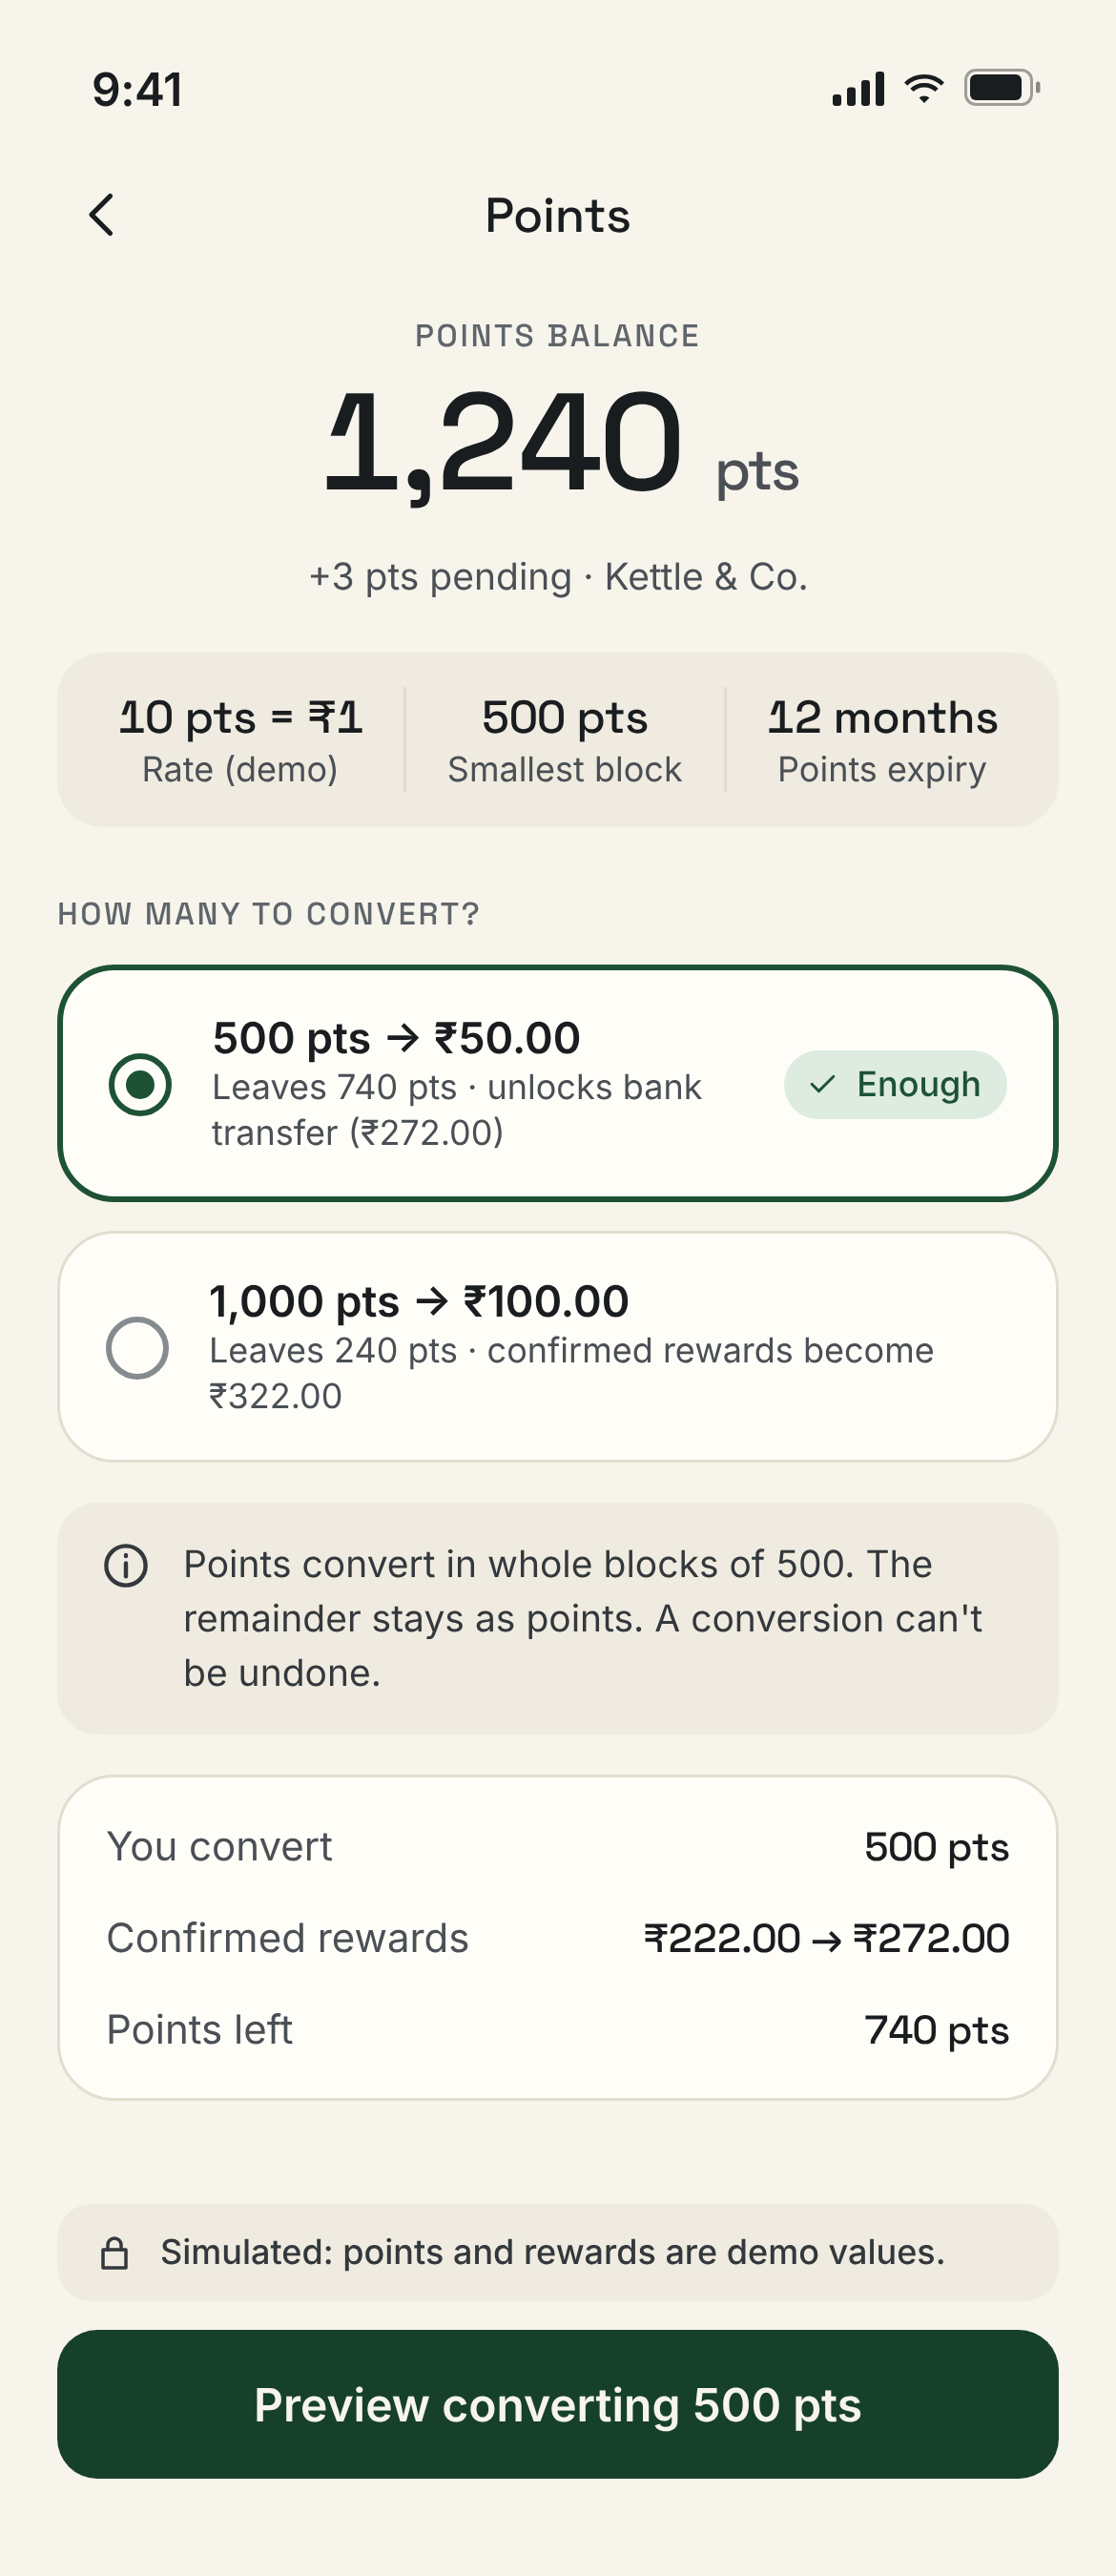 9:41
Points
POINTS BALANCE
1,240 pts
+3 pts pending · Kettle & Co.
10 pts = ₹1
Rate (demo)
500 pts
Smallest block
12 months
Points expiry
HOW MANY TO CONVERT?
500 pts → ₹50.00
Leaves 740 pts · unlocks bank
transfer (₹272.00)
Enough
1,000 pts → ₹100.00
Leaves 240 pts · confirmed rewards become
₹322.00
Points convert in whole blocks of 500. The
remainder stays as points. A conversion can't
be undone.
You convert 500 pts
Confirmed rewards ₹222.00 → ₹272.00
Points left 740 pts
Simulated: points and rewards are demo values.
Preview converting 500 pts